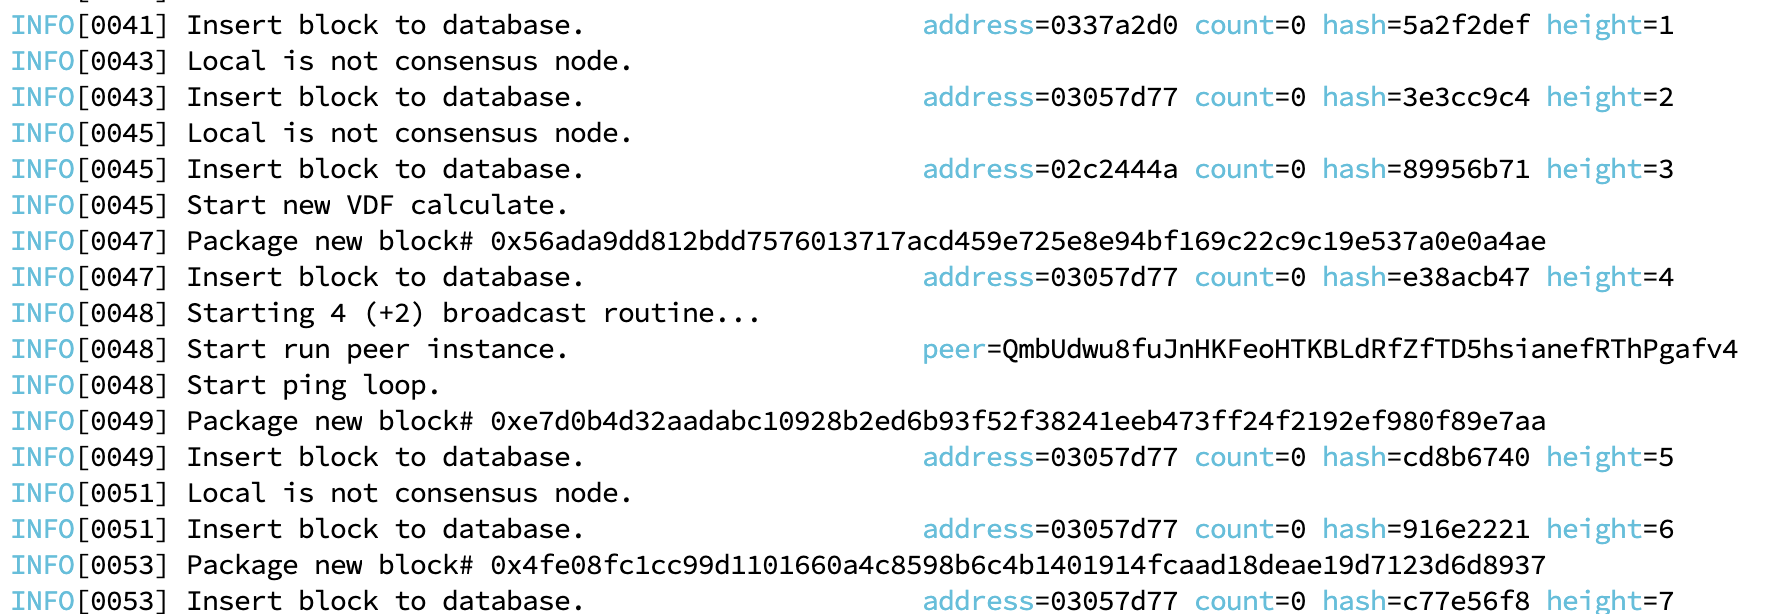 INFO[0041] Insert block to database. address=0337a2d0 count=0 hash=5a2f2def height=1
INFO[0043] Local is not consensus node.
INFO[0043] Insert block to database. address=03057d77 count=0 hash=3e3cc9c4 height=2
INFO[0045] Local is not consensus node.
INFO[0045] Insert block to database. address=02c2444a count=0 hash=89956b71 height=3
INFO[0045] Start new VDF calculate.
INFO[0047] Package new block# 0x56ada9dd812bdd7576013717acd459e725e8e94bf169c22c9c19e537a0e0a4ae
INFO[0047] Insert block to database. address=03057d77 count=0 hash=e38acb47 height=4
INFO[0048] Starting 4 (+2) broadcast routine...
INFO[0048] Start run peer instance. peer=QmbUdwu8fuJnHKFeoHTKBLdRfZfTD5hsianefRThPgafv4
INFO[0048] Start ping loop.
INFO[0049] Package new block# 0xe7d0b4d32aadabc10928b2ed6b93f52f38241eeb473ff24f2192ef980f89e7aa
INFO[0049] Insert block to database. address=03057d77 count=0 hash=cd8b6740 height=5
INFO[0051] Local is not consensus node.
INFO[0051] Insert block to database. address=03057d77 count=0 hash=916e2221 height=6
INFO[0053] Package new block# 0x4fe08fc1cc99d1101660a4c8598b6c4b1401914fcaad18deae19d7123d6d8937
INFO[0053] Insert block to database. address=03057d77 count=0 hash=c77e56f8 height=7